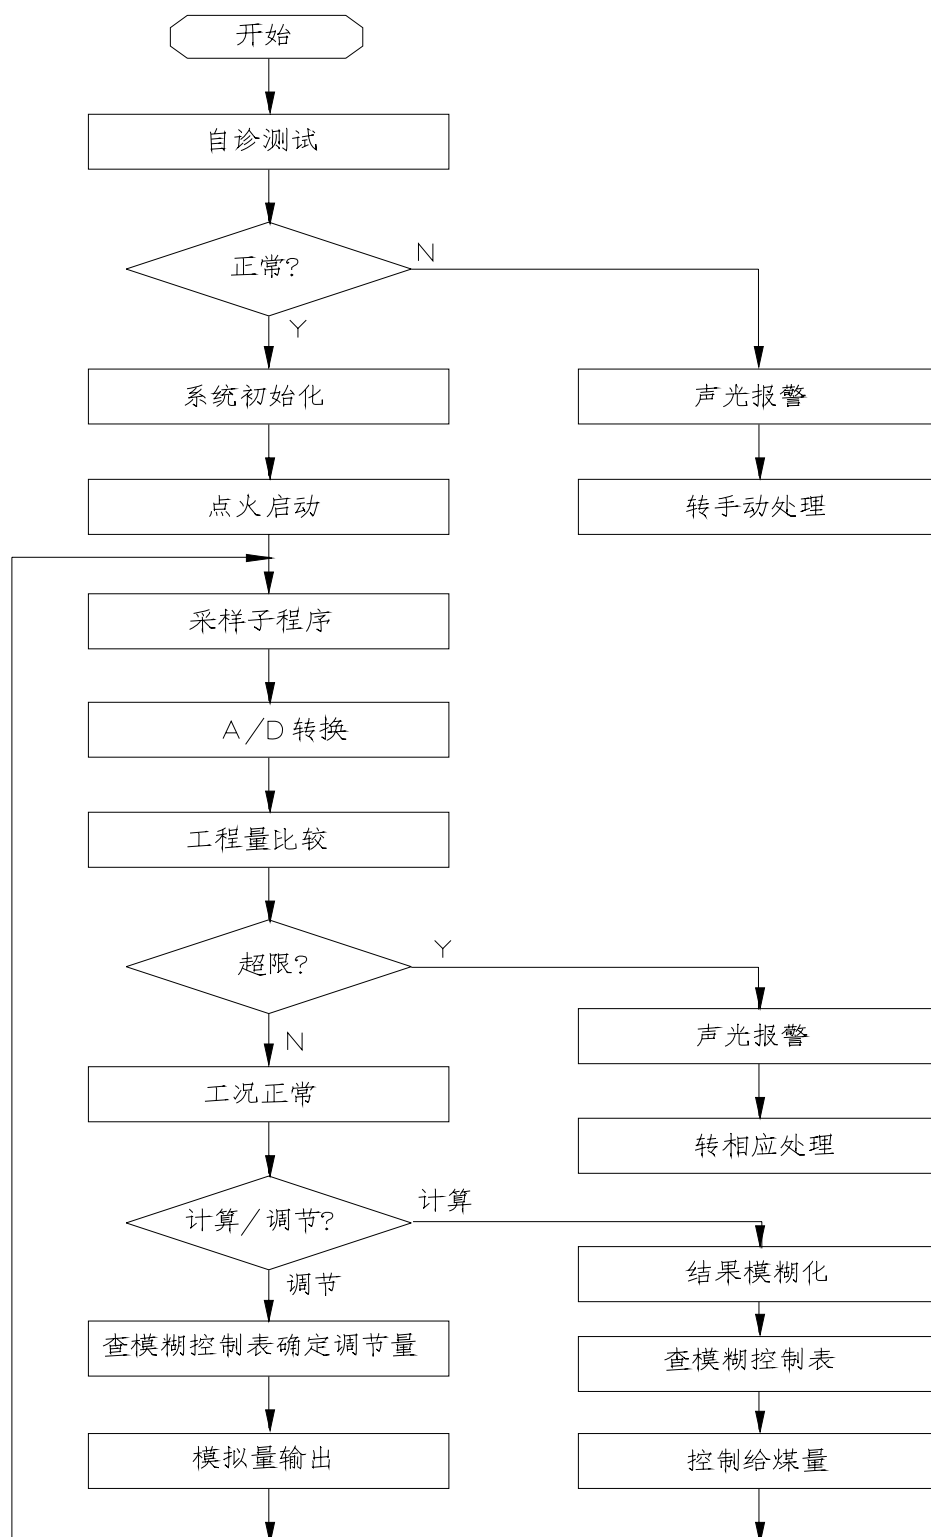 开始
自诊测试
正常?
N
Y
系统初始化
声光报警
点火启动
转手动处理
采样子程序
A/D转换
工程量比较
超限?
Y
N
声光报警
工况正常
转相应处理
计算/调节?
计算
调节
结果模糊化
查模糊控制表确定调节量
查模糊控制表
模拟量输出
控制给煤量